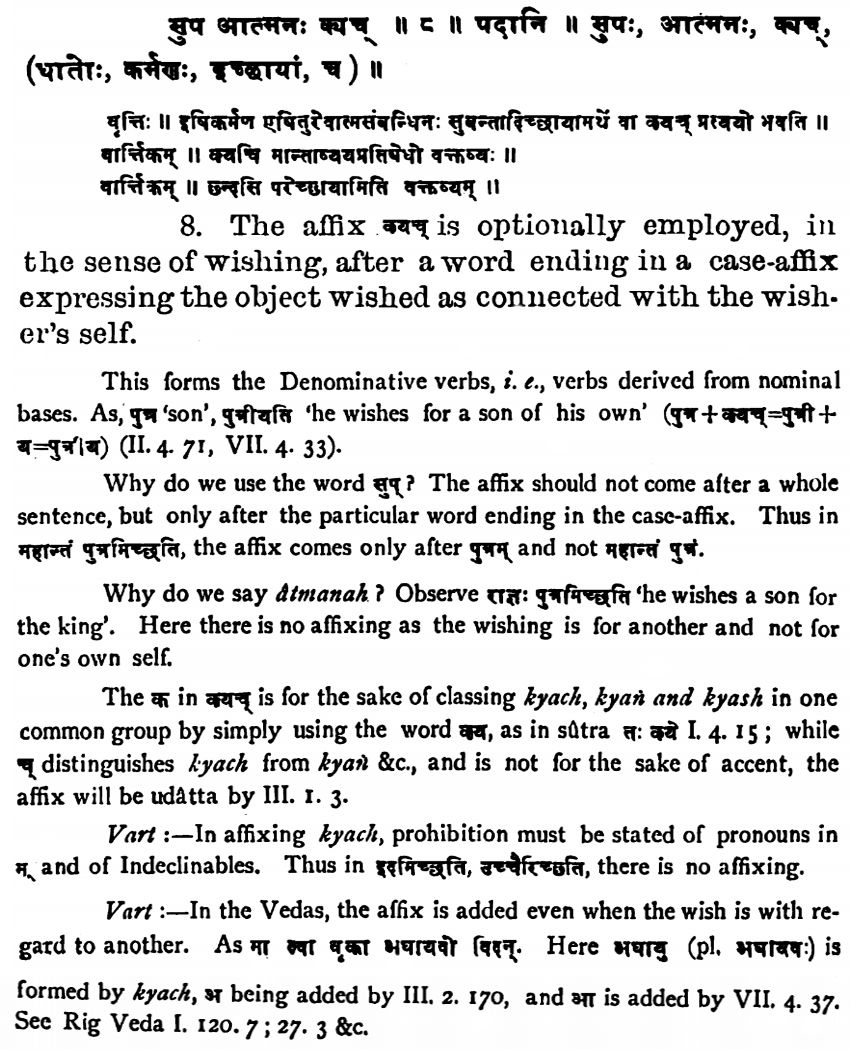 सुप आत्मनः क्यच् ॥ ८ ॥ पदानि ॥ सुपः, आत्मनः, क्यच्,
(धातोः, कर्मणः, इच्छायां, च) ॥
वृत्तिः ॥ इषिकर्मण एषितुरेवात्मसंबन्धिनः सुबन्तादिच्छायामर्थे वा क्यच् प्रत्ययो भवति ॥
वार्त्तिकम् ॥ क्यचि मान्ताव्ययप्रतिषेधो वक्तव्यः ॥
वार्त्तिकम् ॥ छन्दसि परेच्छायामिति वक्तव्यम् ॥
8. The affix क्यच् is optionally employed, in
the sense of wishing, after a word ending in a case-affix
expressing the object wished as connected with the wish-
er's self.
This forms the Denominative verbs, i. e., verbs derived from nominal
bases. As, पुत्र 'son', पुत्रीयति 'he wishes for a son of his own' (पुत्र+क्यच्=पुत्री+
य=पुत्रीय) (II. 4. 71, VII. 4. 33).
Why do we use the word सुप्? The affix should not come after a whole
sentence, but only after the particular word ending in the case-affix. Thus in
महान्तं पुत्रमिच्छति, the affix comes only after पुत्रम् and not महान्तं पुत्रं.
Why do we say âtmanah? Observe राज्ञः पुत्रमिच्छति 'he wishes a son for
the king'. Here there is no affixing as the wishing is for another and not for
one's own self.
The क in क्यच् is for the sake of classing kyach, kyaṅ and kyash in one
common group by simply using the word क्य, as in sûtra नः क्ये I. 4. 15; while
च् distinguishes kyach from kyaṅ &c., and is not for the sake of accent, the
affix will be udâtta by III. 1. 3.
Vart:—In affixing kyach, prohibition must be stated of pronouns in
म् and of Indeclinables. Thus in इदमिच्छति, उच्चैरिच्छति, there is no affixing.
Vart:—In the Vedas, the affix is added even when the wish is with re-
gard to another. As मा त्वा वृका अघायवो विदन्. Here अघायु (pl. अघायवः) is
formed by kyach, अ being added by III. 2. 170, and आ is added by VII. 4. 37.
See Rig Veda I. 120. 7; 27. 3 &c.